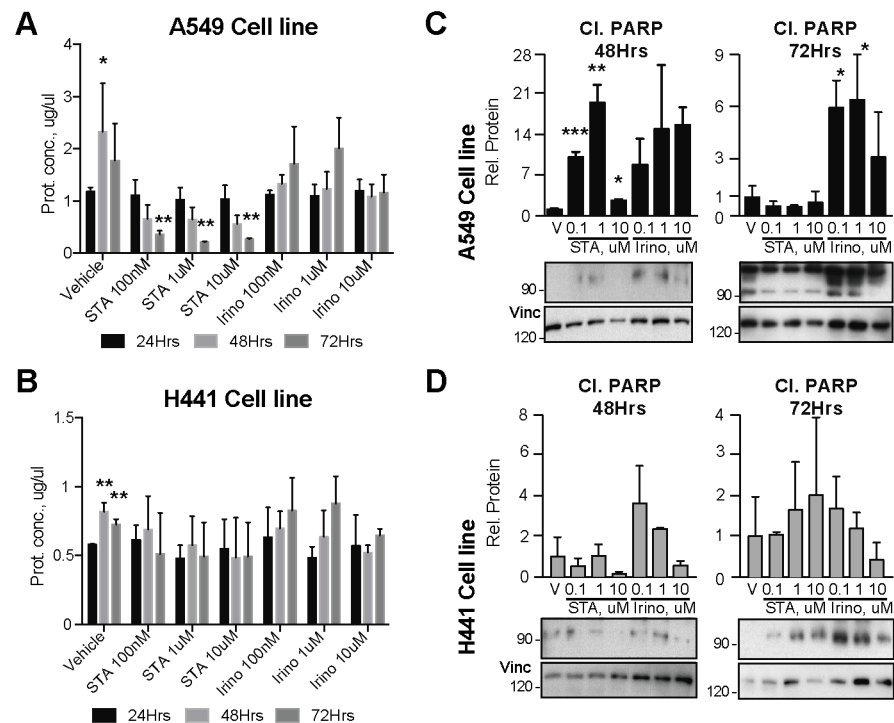 A
A549 Cell line
Prot. conc., ug/ul
4
3
2
1
0
*
**
**
**
Vehicle
STA 100nM
STA 1uM
STA 10uM
Irino 100nM
Irino 1uM
Irino 10uM
24Hrs 48Hrs 72Hrs
B
H441 Cell line
Prot. conc., ug/ul
1.5
1
0.5
0
**
**
Vehicle
STA 100nM
STA 1uM
STA 10uM
Irino 100nM
Irino 1uM
Irino 10uM
24Hrs 48Hrs 72Hrs
C
A549 Cell line
Cl. PARP
48Hrs
Rel. Protein
28
21
14
7
0
***
**
*
V 0.1 1 10 0.1 1 10
STA, uM Irino, uM
90
Vinc
120
Cl. PARP
72Hrs
9
6
3
1
0
*
*
V 0.1 1 10 0.1 1 10
STA, uM Irino, uM
90
120
D
H441 Cell line
Cl. PARP
48Hrs
Rel. Protein
8
6
4
2
0
V 0.1 1 10 0.1 1 10
STA, uM Irino, uM
90
Vinc
120
Cl. PARP
72Hrs
4
3
2
1
0
V 0.1 1 10 0.1 1 10
STA, uM Irino, uM
90
120